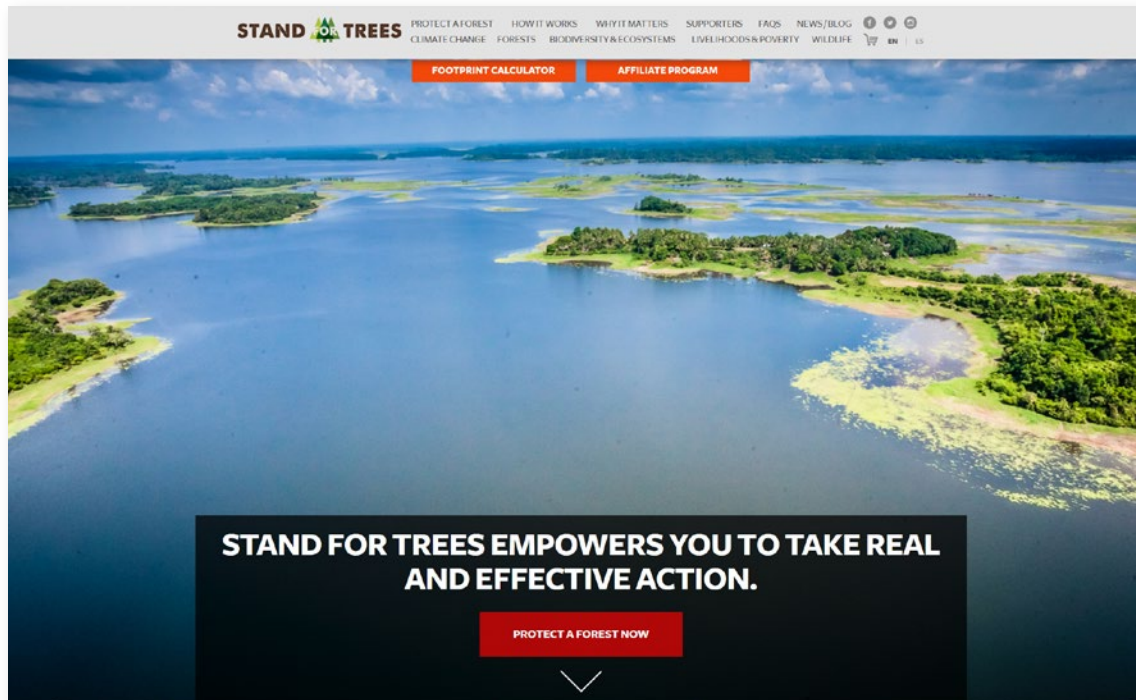 STAND FOR TREES
PROTECT A FOREST HOW IT WORKS WHY IT MATTERS SUPPORTERS FAQS NEWS/BLOG
CLIMATE CHANGE FORESTS BIODIVERSITY & ECOSYSTEMS LIVELIHOODS & POVERTY WILDLIFE EN | ES
FOOTPRINT CALCULATOR AFFILIATE PROGRAM
STAND FOR TREES EMPOWERS YOU TO TAKE REAL
AND EFFECTIVE ACTION.
PROTECT A FOREST NOW